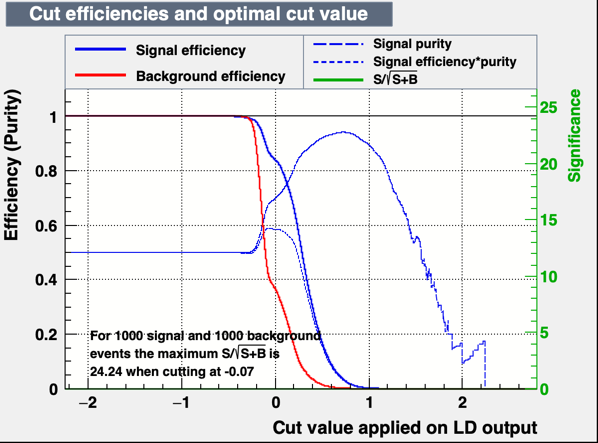 Cut efficiencies and optimal cut value
Signal efficiency
Background efficiency
Signal purity
Signal efficiency*purity
S/√S+B
Efficiency (Purity)
1
0.8
0.6
0.4
0.2
0
Significance
25
20
15
10
5
0
For 1000 signal and 1000 background
events the maximum S/√S+B is
24.24 when cutting at -0.07
−2
−1
0
1
2
Cut value applied on LD output